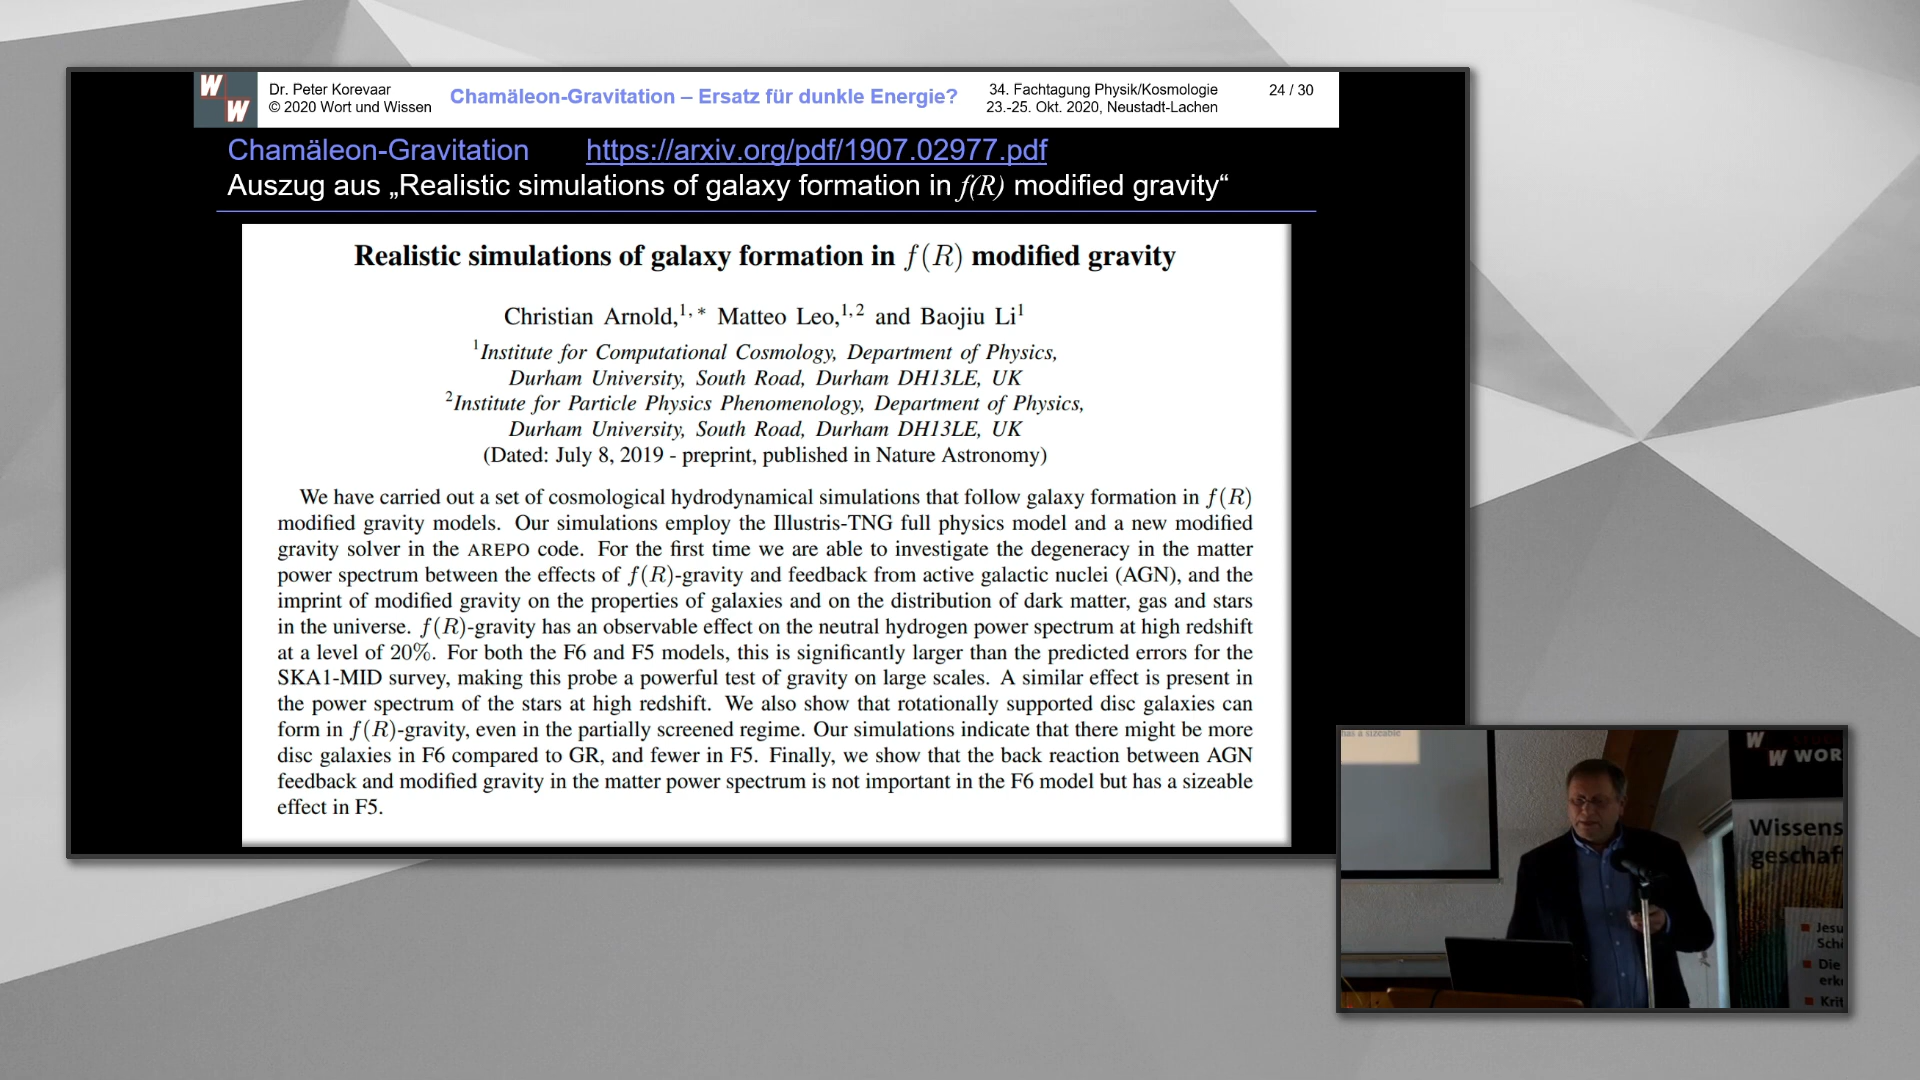 W
W
Dr. Peter Korevaar
© 2020 Wort und Wissen
Chamäleon-Gravitation – Ersatz für dunkle Energie?
34. Fachtagung Physik/Kosmologie
23.-25. Okt. 2020, Neustadt-Lachen
24 / 30
Chamäleon-Gravitation https://arxiv.org/pdf/1907.02977.pdf
Auszug aus „Realistic simulations of galaxy formation in f(R) modified gravity“
Realistic simulations of galaxy formation in f(R) modified gravity
Christian Arnold,1, * Matteo Leo,1, 2 and Baojiu Li1
1Institute for Computational Cosmology, Department of Physics,
Durham University, South Road, Durham DH13LE, UK
2Institute for Particle Physics Phenomenology, Department of Physics,
Durham University, South Road, Durham DH13LE, UK
(Dated: July 8, 2019 - preprint, published in Nature Astronomy)
We have carried out a set of cosmological hydrodynamical simulations that follow galaxy formation in f(R)
modified gravity models. Our simulations employ the Illustris-TNG full physics model and a new modified
gravity solver in the AREPO code. For the first time we are able to investigate the degeneracy in the matter
power spectrum between the effects of f(R)-gravity and feedback from active galactic nuclei (AGN), and the
imprint of modified gravity on the properties of galaxies and on the distribution of dark matter, gas and stars
in the universe. f(R)-gravity has an observable effect on the neutral hydrogen power spectrum at high redshift
at a level of 20%. For both the F6 and F5 models, this is significantly larger than the predicted errors for the
SKA1-MID survey, making this probe a powerful test of gravity on large scales. A similar effect is present in
the power spectrum of the stars at high redshift. We also show that rotationally supported disc galaxies can
form in f(R)-gravity, even in the partially screened regime. Our simulations indicate that there might be more
disc galaxies in F6 compared to GR, and fewer in F5. Finally, we show that the back reaction between AGN
feedback and modified gravity in the matter power spectrum is not important in the F6 model but has a sizeable
effect in F5.
has a sizeable
W
W WOR
Wissens
geschaf
Jesu
Schö
Die
erk
Krit